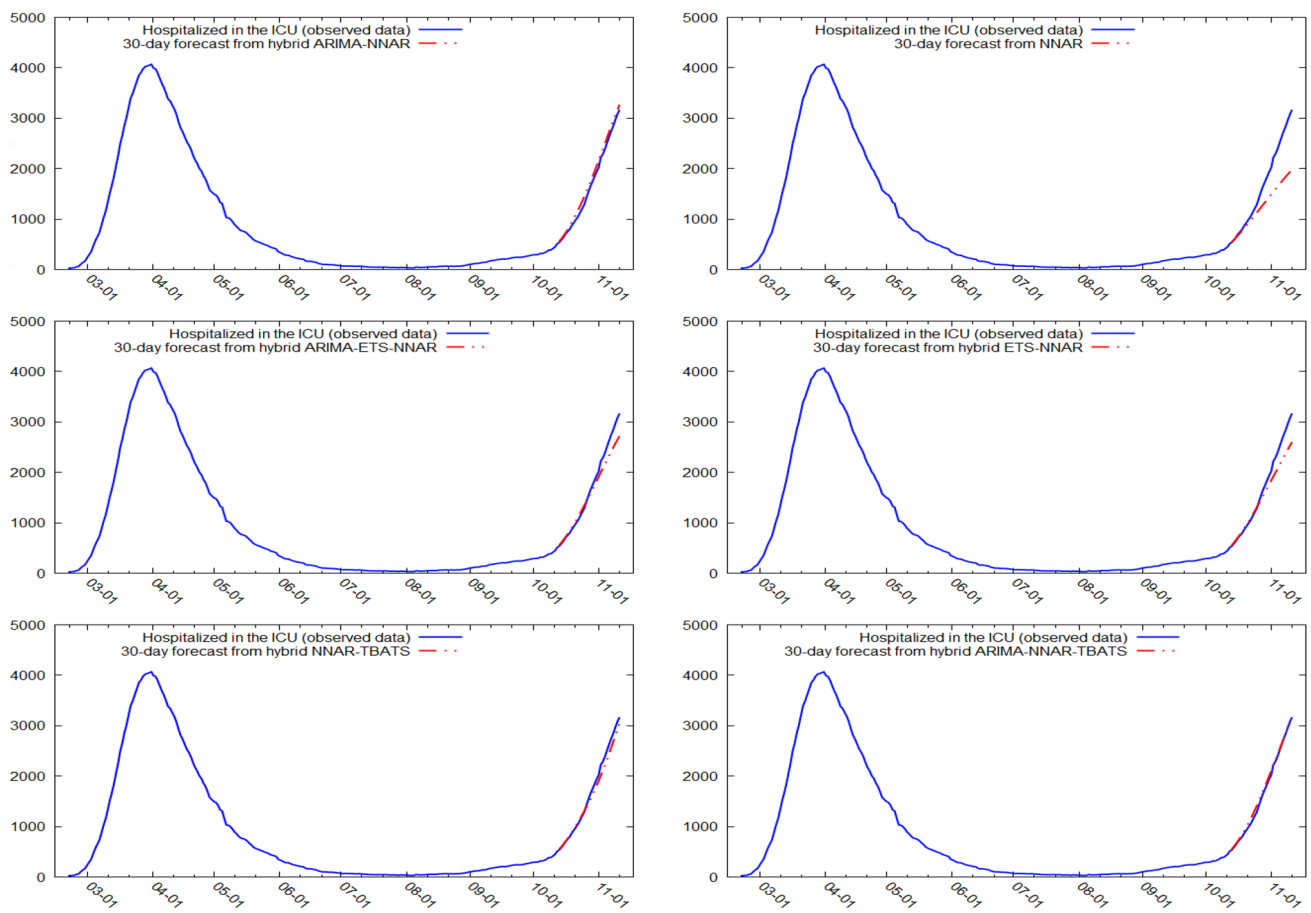 5000
4000
3000
2000
1000
0
Hospitalized in the ICU (observed data)
30-day forecast from hybrid ARIMA-NNAR
03-01 04-01 05-01 06-01 07-01 08-01 09-01 10-01 11-01
5000
4000
3000
2000
1000
0
Hospitalized in the ICU (observed data)
30-day forecast from NNAR
03-01 04-01 05-01 06-01 07-01 08-01 09-01 10-01 11-01
5000
4000
3000
2000
1000
0
Hospitalized in the ICU (observed data)
30-day forecast from hybrid ARIMA-ETS-NNAR
03-01 04-01 05-01 06-01 07-01 08-01 09-01 10-01 11-01
5000
4000
3000
2000
1000
0
Hospitalized in the ICU (observed data)
30-day forecast from hybrid ETS-NNAR
03-01 04-01 05-01 06-01 07-01 08-01 09-01 10-01 11-01
5000
4000
3000
2000
1000
0
Hospitalized in the ICU (observed data)
30-day forecast from hybrid NNAR-TBATS
03-01 04-01 05-01 06-01 07-01 08-01 09-01 10-01 11-01
5000
4000
3000
2000
1000
0
Hospitalized in the ICU (observed data)
30-day forecast from hybrid ARIMA-NNAR-TBATS
03-01 04-01 05-01 06-01 07-01 08-01 09-01 10-01 11-01